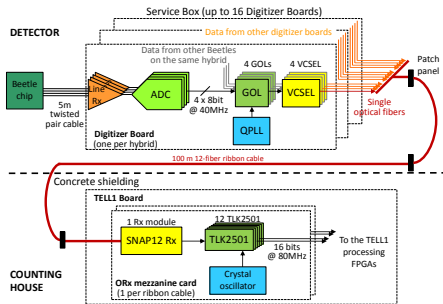 Service Box (up to 16 Digitizer Boards)
DETECTOR
Data from other digitizer boards
Data from other Beetles
on the same hybrid
Patch
panel
4 GOLs
4 VCSEL
Beetle
chip
Line
Rx
ADC
GOL
VCSEL
4 x 8bit
@ 40MHz
5m
twisted
pair cable
Single
optical fibers
Digitizer Board
(one per hybrid)
QPLL
100 m 12-fiber ribbon cable
Concrete shielding
TELL1 Board
1 Rx module
12 TLK2501
SNAP12 Rx
TLK2501
16 bits
@ 80MHz
To the TELL1
processing
FPGAs
COUNTING
HOUSE
ORx mezzanine card
(1 per ribbon cable)
Crystal
oscillator